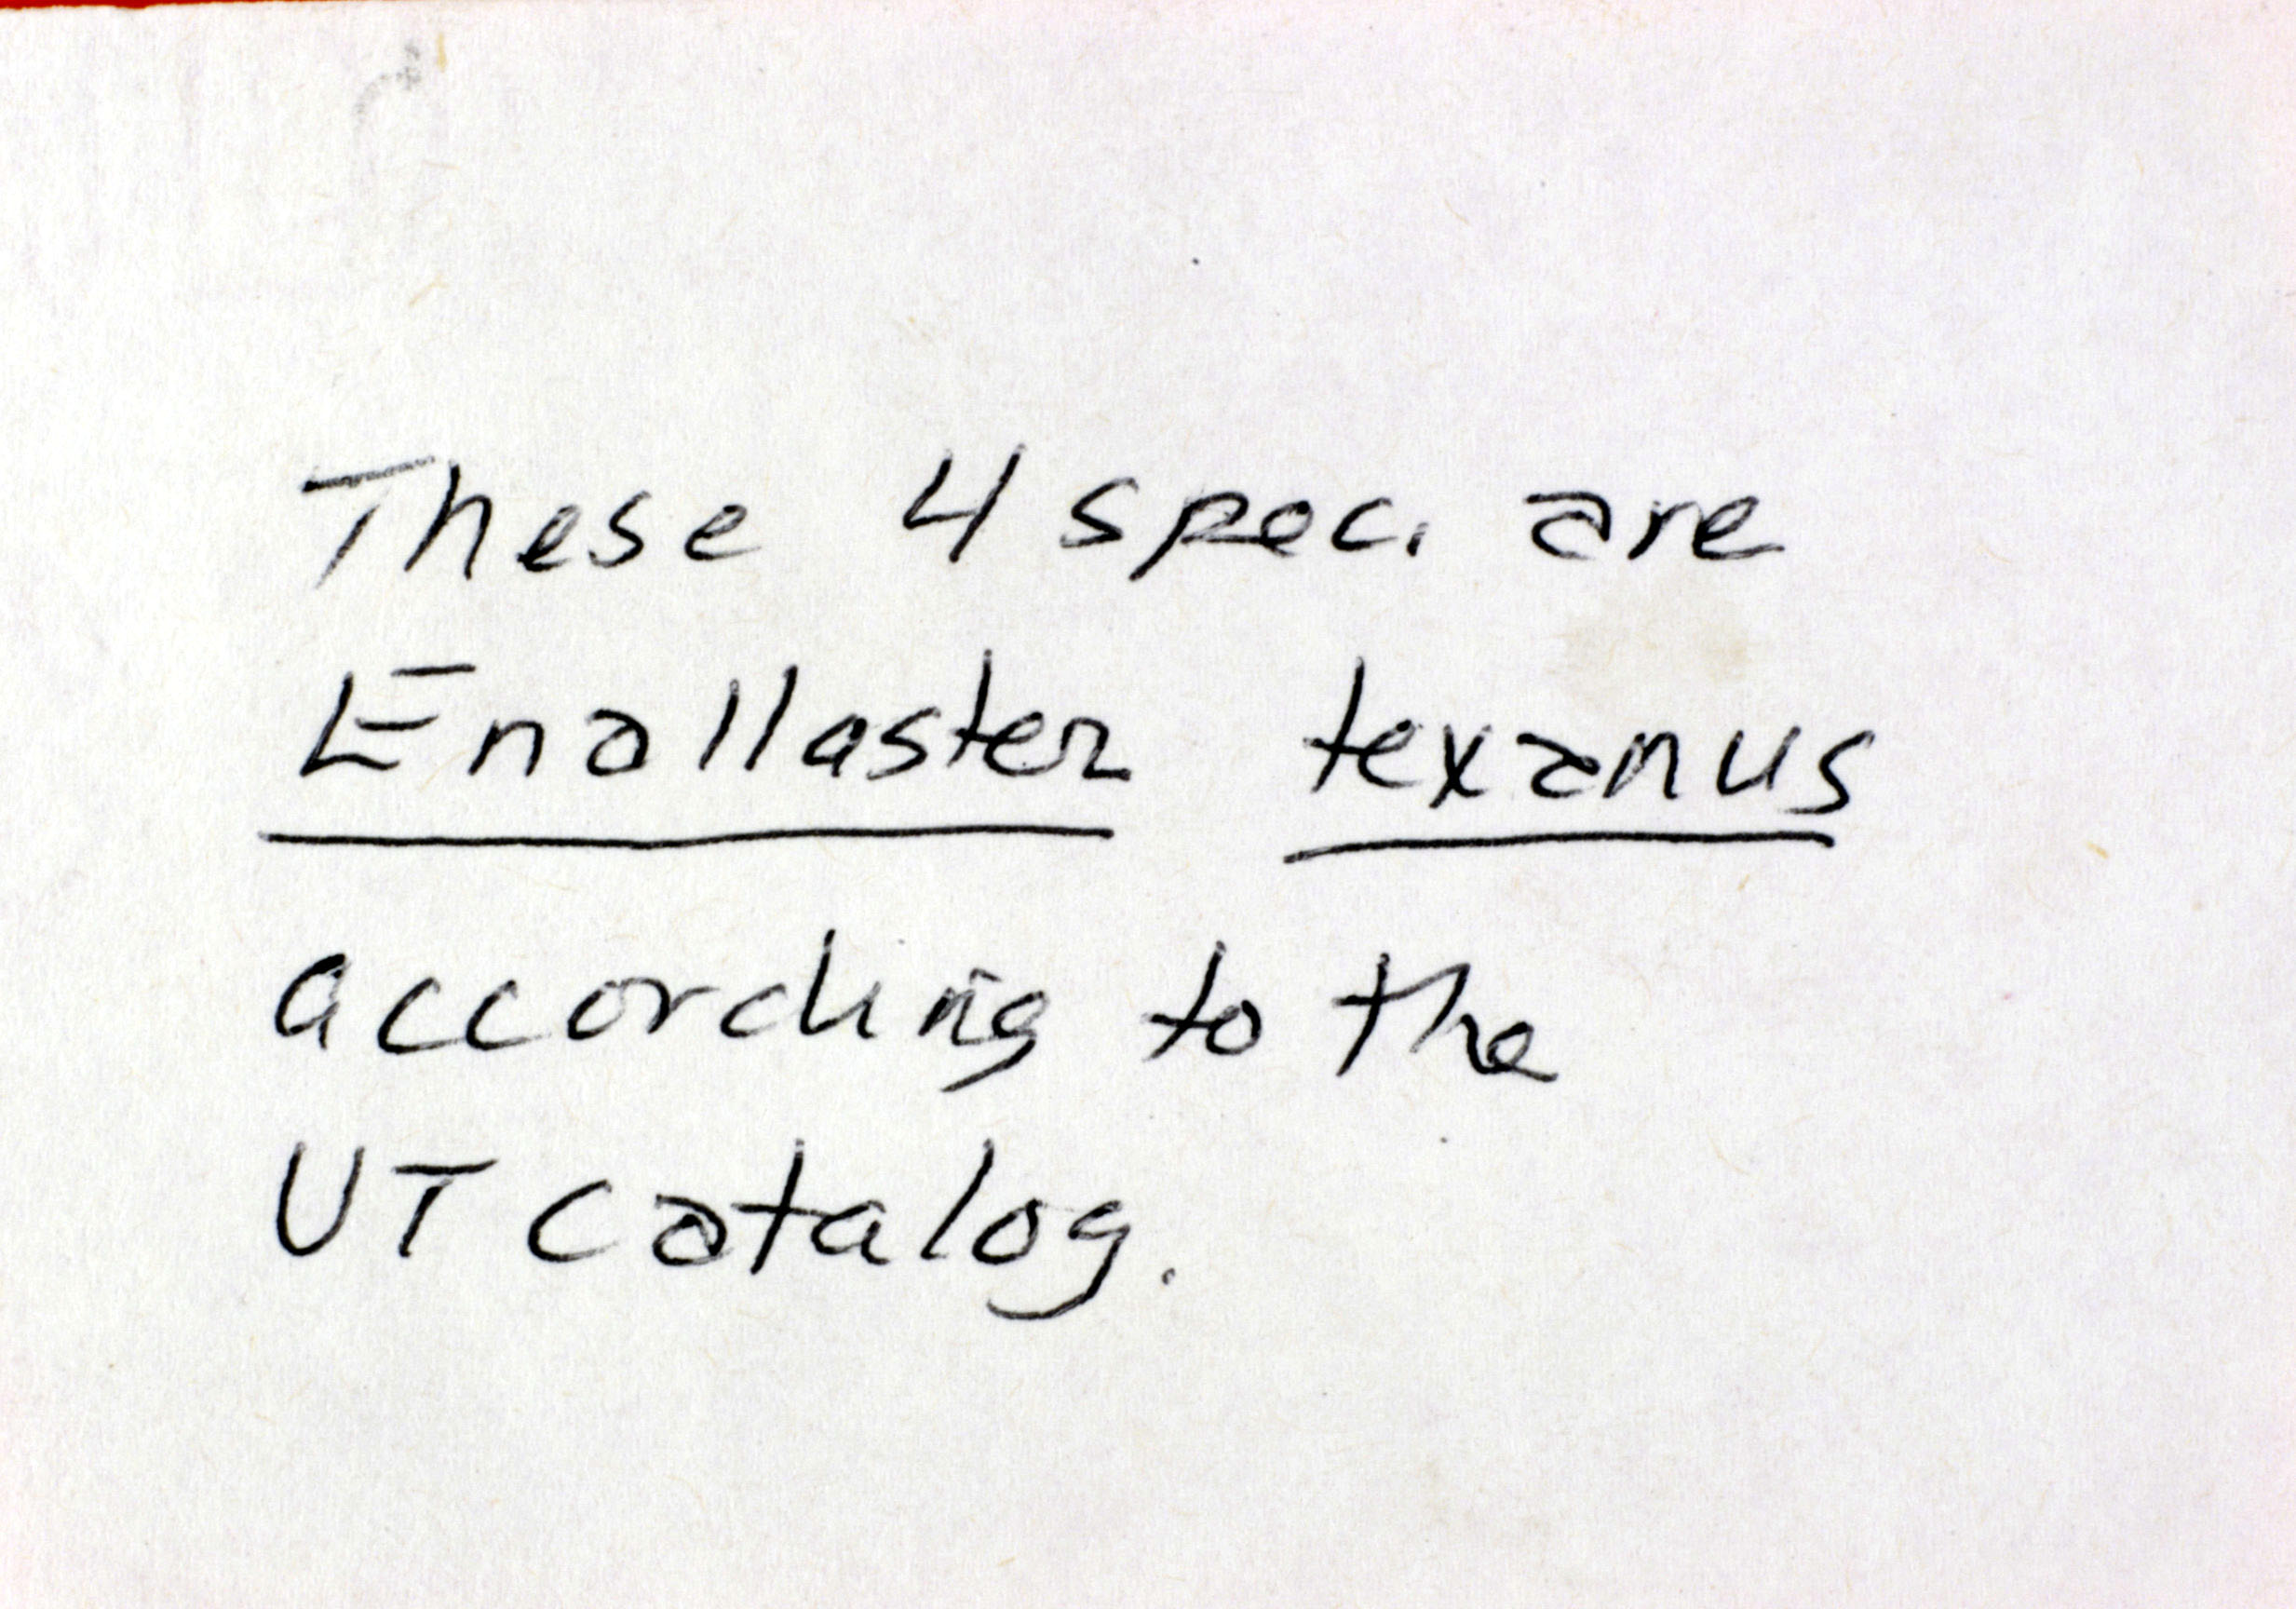 These 4 spec. are
Enallaster texanus
according to the
UT Catalog.